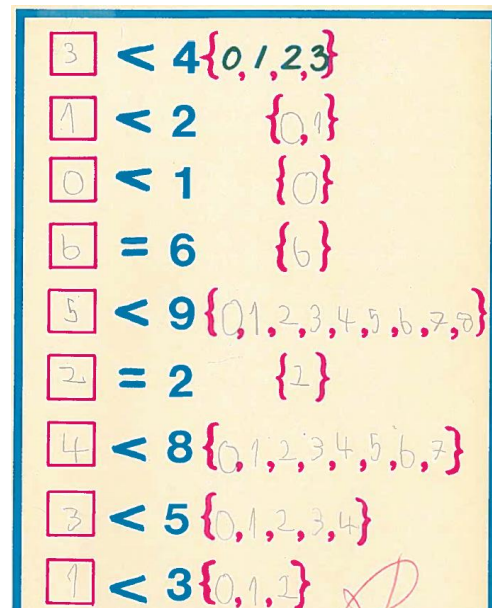 3 < 4 {0,1,2,3}
1 < 2 {0,1}
0 < 1 {0}
6 = 6 {6}
5 < 9 {0,1,2,3,4,5,6,7,8}
2 = 2 {2}
4 < 8 {0,1,2,3,4,5,6,7}
3 < 5 {0,1,2,3,4}
1 < 3 {0,1,2}